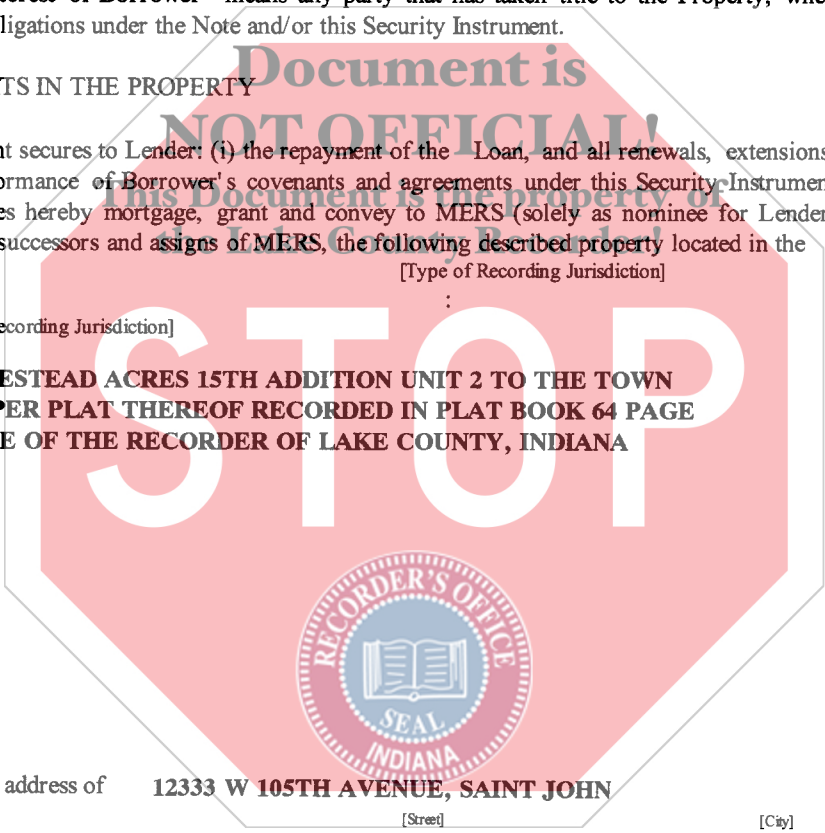 means any party that has taken title to the Property,
ligations under the Note and/or this Security Instrument.
Document is
TS IN THE PROPERTY
NOT OFFICIAL!
nt secures to Lender: (i) the repayment of the Loan, and all renewals, extensions
ormance of Borrower's covenants and agreements under this Security Instrumen
This Document is the property of
es hereby mortgage, grant and convey to MERS (solely as nominee for Lender
successors and assigns of MERS, the following described property located in the
the Lake County Recorder!
[Type of Recording Jurisdiction]
:
ecording Jurisdiction]
STOP
ESTEAD ACRES 15TH ADDITION UNIT 2 TO THE TOWN
PER PLAT THEREOF RECORDED IN PLAT BOOK 64 PAGE
E OF THE RECORDER OF LAKE COUNTY, INDIANA
RECORDER'S OFFICE
SEAL
INDIANA
address of 12333 W 105TH AVENUE, SAINT JOHN
[Street] [City]